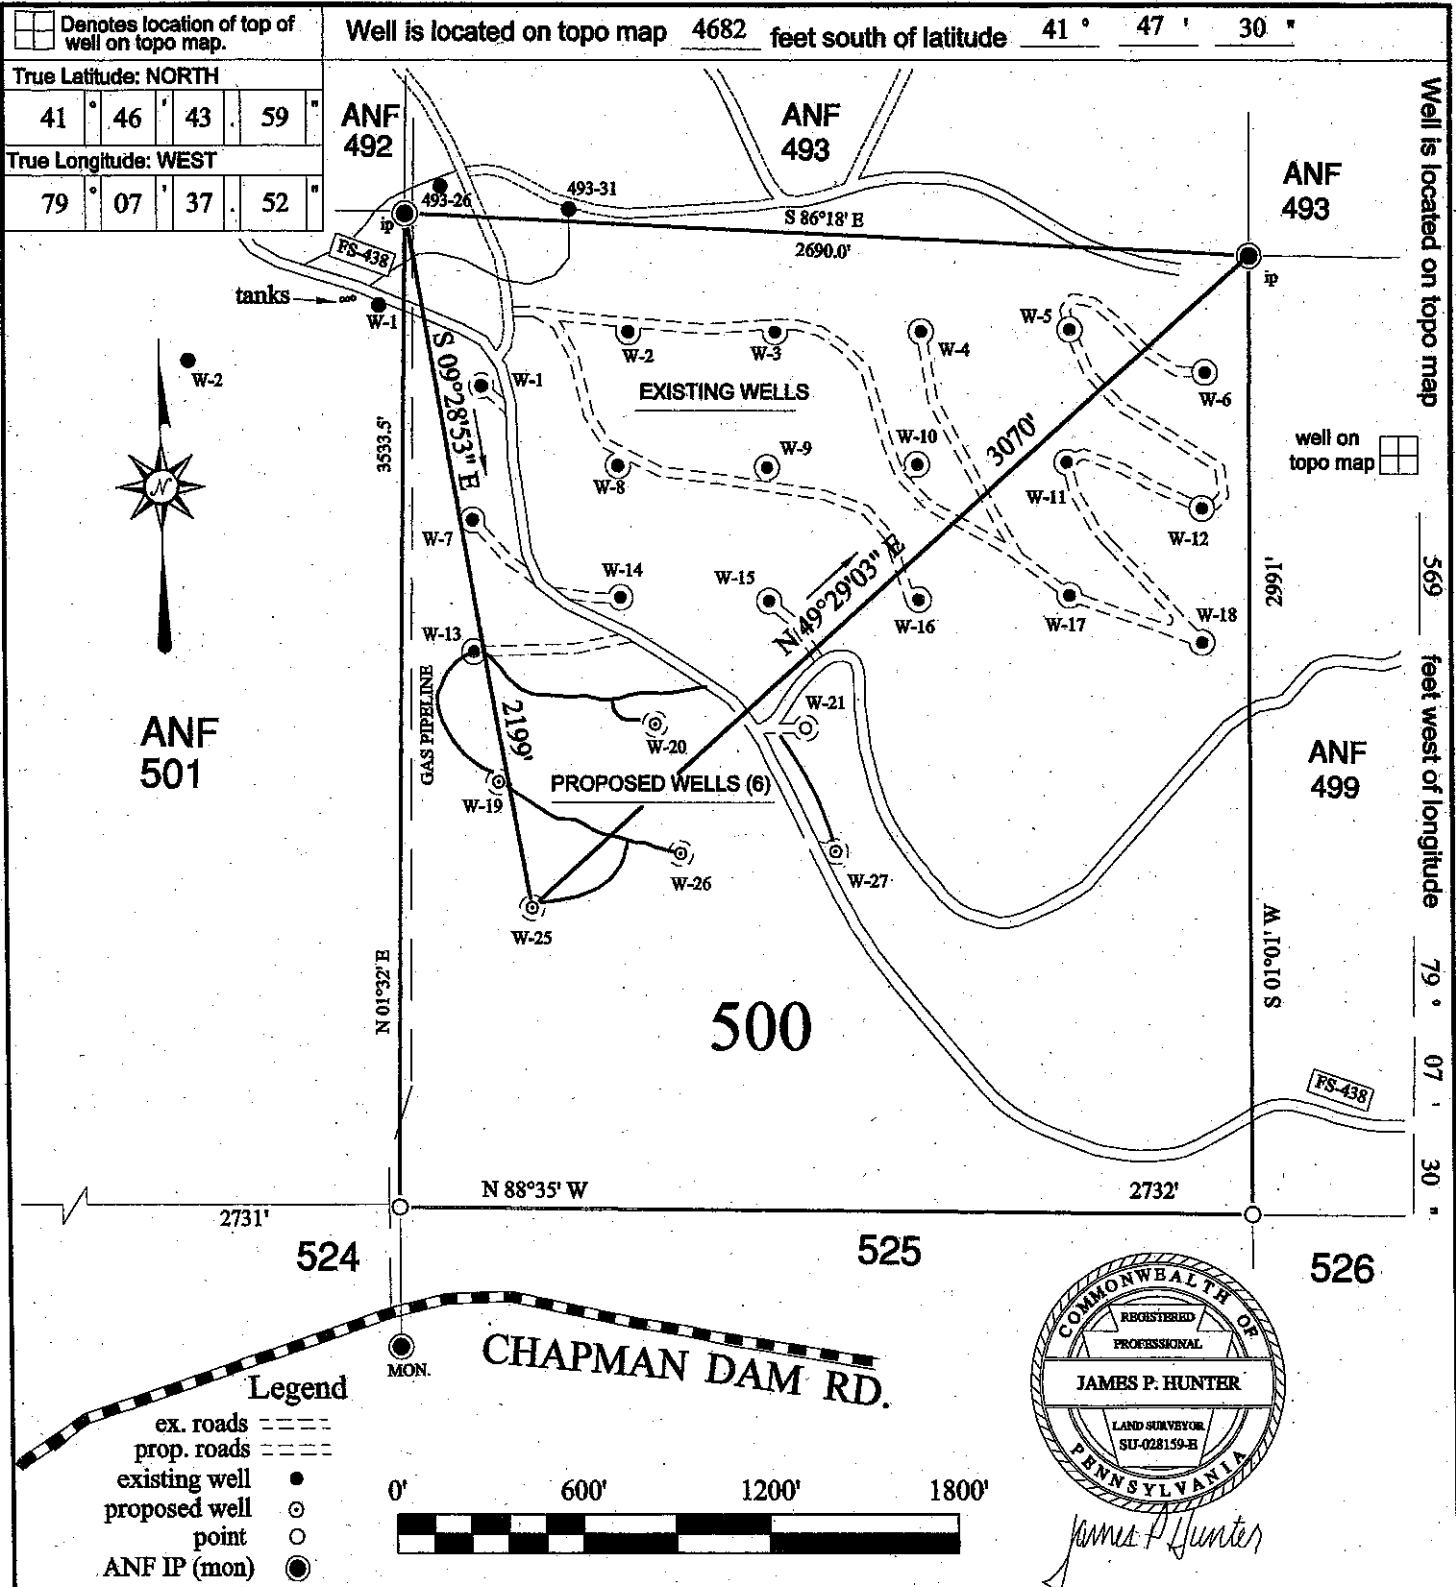 Denotes location of top of
well on topo map.
Well is located on topo map 4682 feet south of latitude 41 ° 47 ' 30 "
True Latitude: NORTH
41 ° 46 ' 43 . 59 "
True Longitude: WEST
79 ° 07 ' 37 . 52 "
ANF
492
ANF
493
ANF
493
493-26
493-31
ip
S 86°18' E
2690.0'
ip
FS-438
tanks
W-1
W-2
S 09°28'53" E
W-1
W-2
W-3
W-4
W-5
W-6
EXISTING WELLS
3533.5'
3070'
well on
topo map
W-7
W-8
W-9
W-10
W-11
W-12
W-13
W-14
W-15
N 49°29'03" E
W-16
W-17
W-18
2991'
GAS PIPELINE
2199'
W-20
W-21
ANF
501
PROPOSED WELLS (6)
W-19
ANF
499
W-26
W-27
W-25
N 01°32' E
S 01°01' W
500
FS-438
N 88°35' W
2732'
2731'
524
525
526
CHAPMAN DAM RD.
MON.
Legend
ex. roads
prop. roads
existing well
proposed well
point
ANF IP (mon)
0' 600' 1200' 1800'
COMMONWEALTH OF
REGISTERED
PROFESSIONAL
JAMES P. HUNTER
LAND SURVEYOR
SU-028159-E
PENNSYLVANIA
James P Hunter
Well is located on topo map 569 feet west of longitude 79 ° 07 ' 30 "